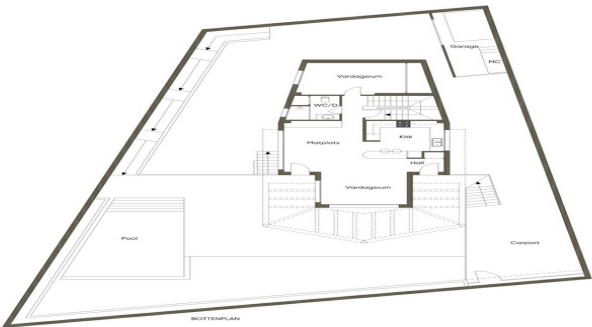 Garage
MC
Vardagsrum
WC/D
Kök
Matplats
Hall
Vardagsrum
Pool
Carport
BOTTENPLAN